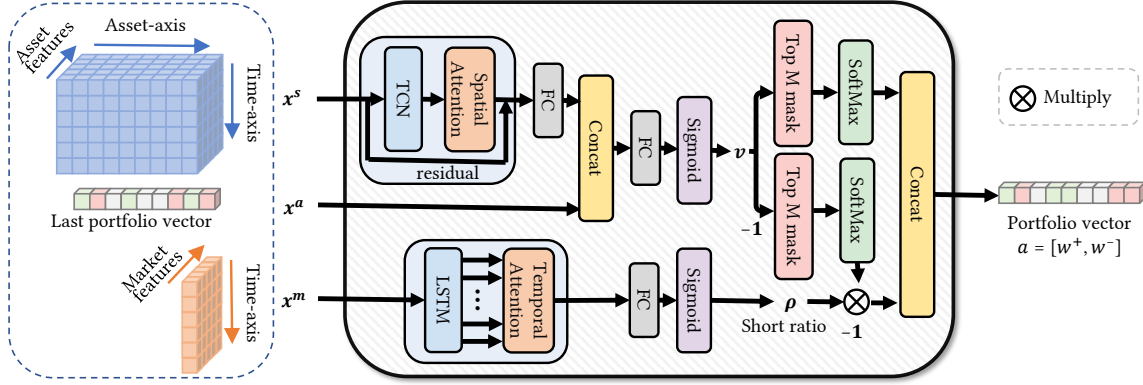 Asset features
Asset-axis
Time-axis
Last portfolio vector
Market features
Time-axis
x^s
x^a
x^m
TCN
Spatial Attention
residual
FC
Concat
FC
Sigmoid
v
−1
Top M mask
SoftMax
Top M mask
SoftMax
LSTM
...
Temporal Attention
FC
Sigmoid
ρ
Short ratio
−1
Concat
Multiply
Portfolio vector
a = [w⁺, w⁻]